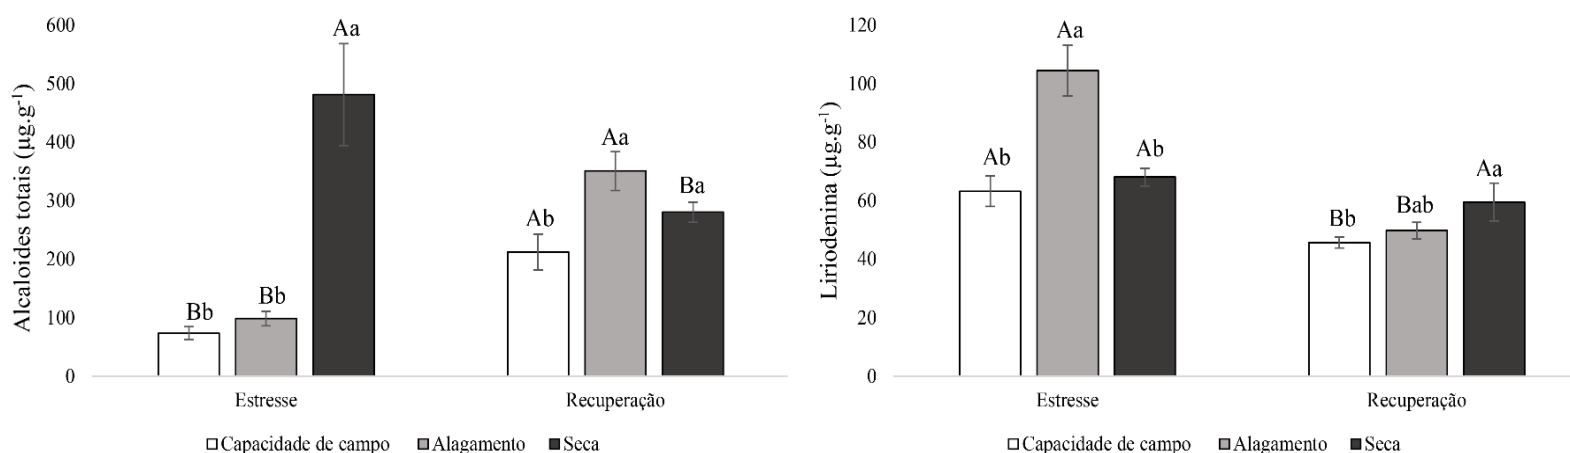 Alcaloides totais (µg.g-1)
600
500
400
300
200
100
0
Bb
Bb
Aa
Ab
Aa
Ba
Estresse
Recuperação
Capacidade de campo
Alagamento
Seca
Liriodenina (µg.g-1)
120
100
80
60
40
20
0
Ab
Aa
Ab
Bb
Bab
Aa
Estresse
Recuperação
Capacidade de campo
Alagamento
Seca